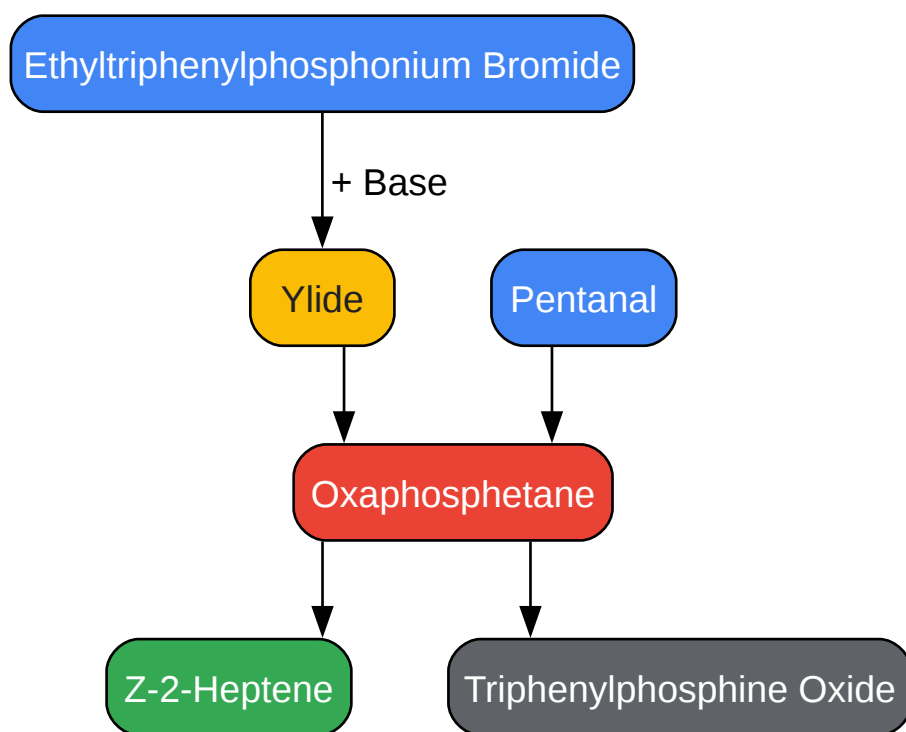 Ethyltriphenylphosphonium Bromide
+ Base
Ylide
Pentanal
Oxaphosphetane
Z-2-Heptene
Triphenylphosphine Oxide